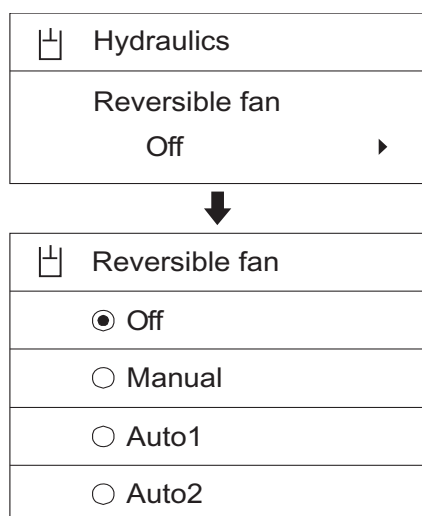 Hydraulics
Reversible fan
Off
Reversible fan
Off
Manual
Auto1
Auto2